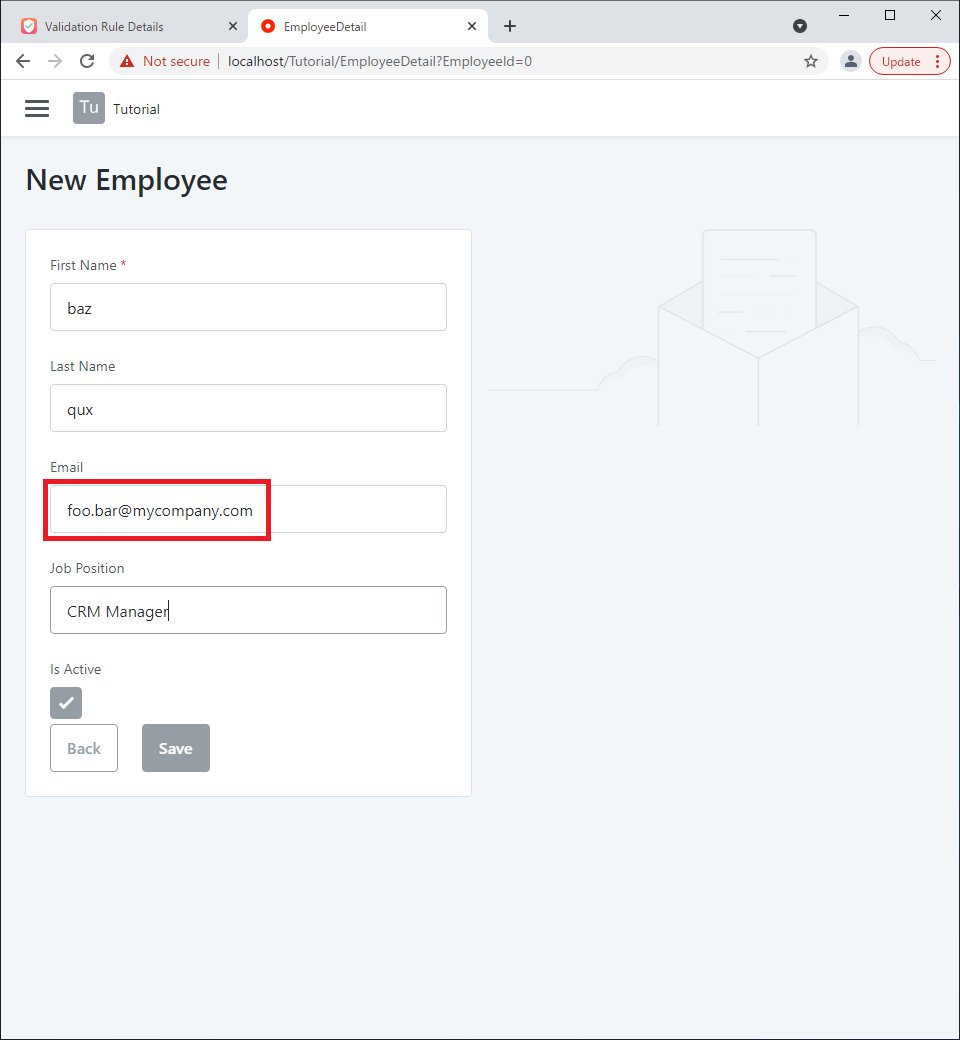 Validation Rule Details
EmployeeDetail
Not secure
localhost/Tutorial/EmployeeDetail?EmployeeId=0
Update
Tu
Tutorial
New Employee
First Name *
baz
Last Name
qux
Email
foo.bar@mycompany.com
Job Position
CRM Manager
Is Active
Back
Save